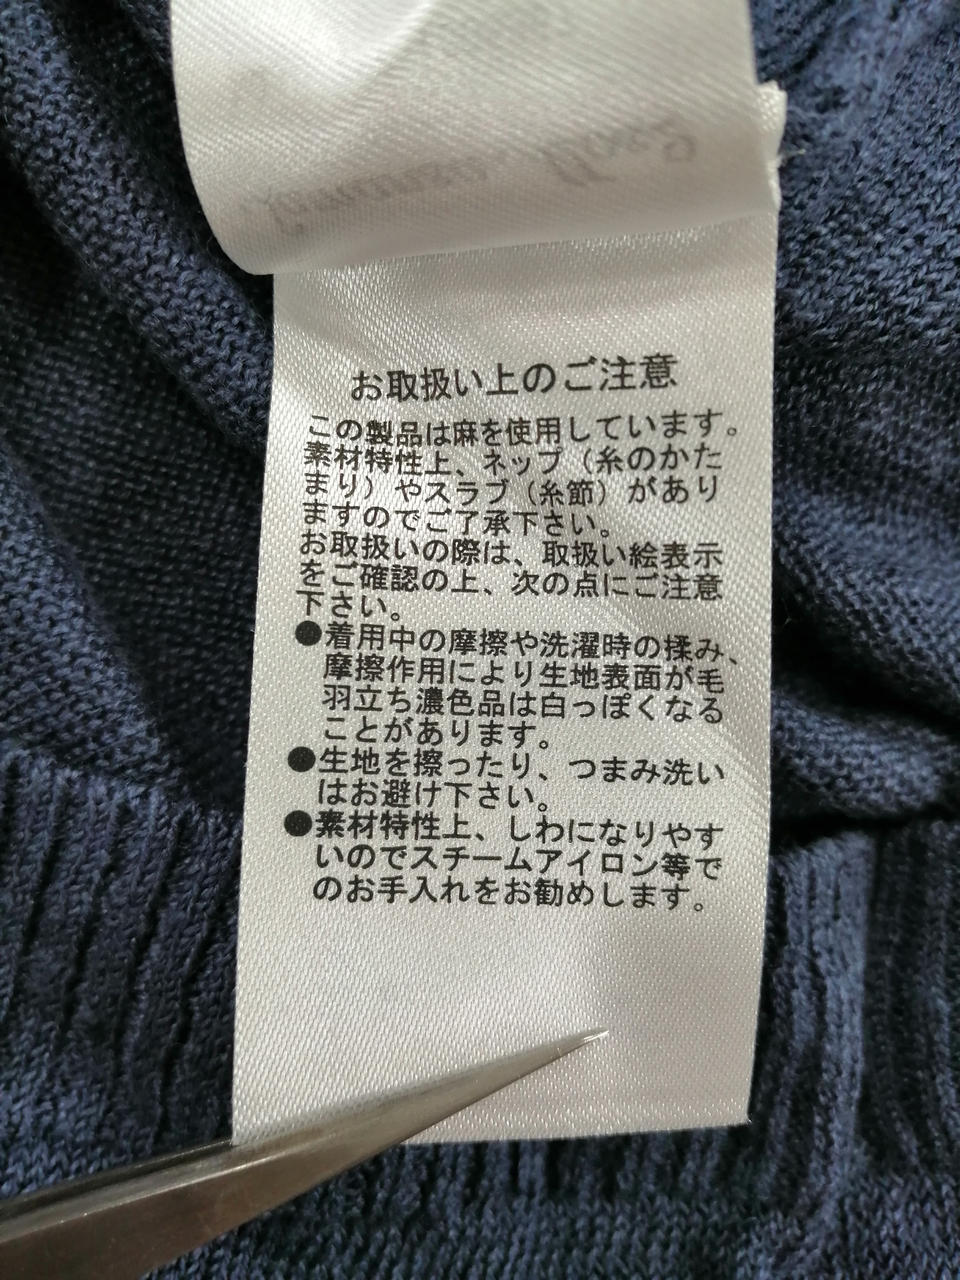 お取扱い上のご注意
この製品は麻を使用しています。
素材特性上、ネップ（糸のかた
まり）やスラブ（糸節）があり
ますのでご了承下さい。
お取扱いの際は、取扱い絵表示
をご確認の上、次の点にご注意
下さい。
●着用中の摩擦や洗濯時の揉み、
摩擦作用により生地表面が毛
羽立ち濃色品は白っぽくなる
ことがあります。
●生地を擦ったり、つまみ洗い
はお避け下さい。
●素材特性上、しわになりやす
いのでスチームアイロン等で
のお手入れをお勧めします。